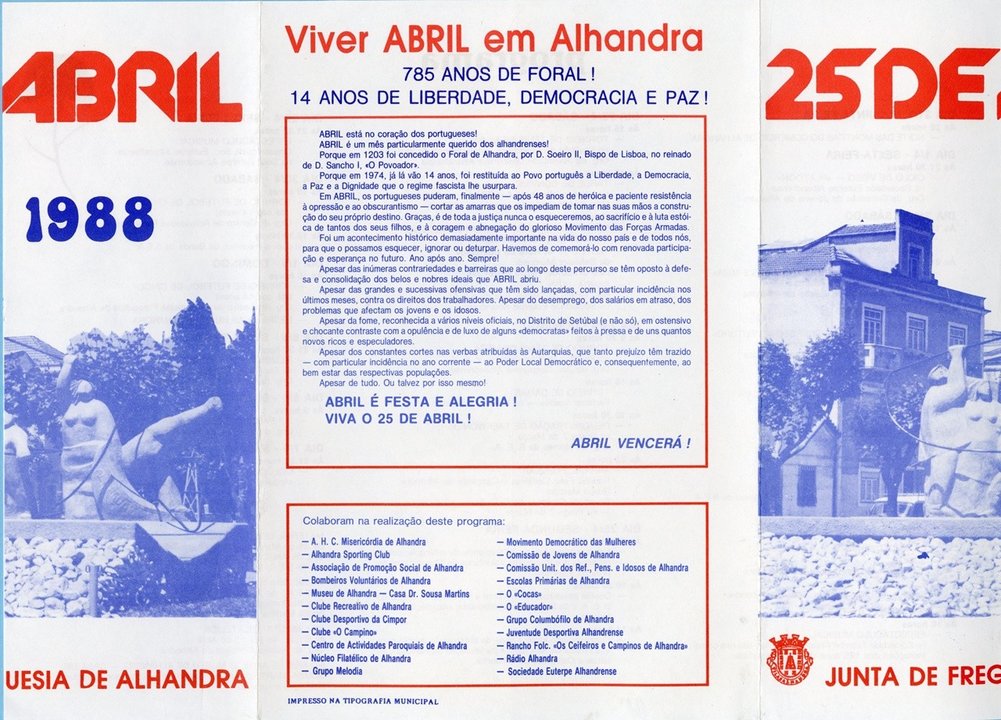 ABRIL
1988
UESIA DE ALHANDRA
Viver ABRIL em Alhandra
785 ANOS DE FORAL !
14 ANOS DE LIBERDADE, DEMOCRACIA E PAZ !
ABRIL está no coração dos portugueses!
ABRIL é um mês particularmente querido dos alhandrenses!
Porque em 1203 foi concedido o Foral de Alhandra, por D. Soeiro II, Bispo de Lisboa, no reinado
de D. Sancho I, «O Povoador».
Porque em 1974, já lá vão 14 anos, foi restituída ao Povo português a Liberdade, a Democracia,
a Paz e a Dignidade que o regime fascista lhe usurpara.
Em ABRIL, os portugueses puderam, finalmente — após 48 anos de heróica e paciente resistência
à opressão e ao obscurantismo — cortar as amarras que os impediam de tomar nas suas mãos a constru-
ção do seu próprio destino. Graças, é de toda a justiça nunca o esqueceremos, ao sacrifício e à luta estói-
ca de tantos dos seus filhos, e à coragem e abnegação do glorioso Movimento das Forças Armadas.
Foi um acontecimento histórico demasiadamente importante na vida do nosso país e de todos nós,
para que o possamos esquecer, ignorar ou deturpar. Havemos de comemorá-lo com renovada participa-
ção e esperança no futuro. Ano após ano. Sempre!
Apesar das inúmeras contrariedades e barreiras que ao longo deste percurso se têm oposto à defe-
sa e consolidação dos belos e nobres ideais que ABRIL abriu.
Apesar das grandes e sucessivas ofensivas que têm sido lançadas, com particular incidência nos
últimos meses, contra os direitos dos trabalhadores. Apesar do desemprego, dos salários em atraso, dos
problemas que afectam os jovens e os idosos.
Apesar da fome, reconhecida a vários níveis oficiais, no Distrito de Setúbal (e não só), em ostensivo
e chocante contraste com a opulência e de luxo de alguns «democratas» feitos à pressa e de uns quantos
novos ricos e especuladores.
Apesar dos constantes cortes nas verbas atribuídas às Autarquias, que tanto prejuízo têm trazido
— com particular incidência no ano corrente — ao Poder Local Democrático e, consequentemente, ao
bem estar das respectivas populações.
Apesar de tudo. Ou talvez por isso mesmo!
ABRIL É FESTA E ALEGRIA !
VIVA O 25 DE ABRIL !
ABRIL VENCERÁ !
Colaboram na realização deste programa:
— A. H. C. Misericórdia de Alhandra
— Alhandra Sporting Club
— Associação de Promoção Social de Alhandra
— Bombeiros Voluntários de Alhandra
— Museu de Alhandra — Casa Dr. Sousa Martins
— Clube Recreativo de Alhandra
— Clube Desportivo da Cimpor
— Clube «O Campino»
— Centro de Actividades Paroquiais de Alhandra
— Núcleo Filatélico de Alhandra
— Grupo Melodia
— Movimento Democrático das Mulheres
— Comissão de Jovens de Alhandra
— Comissão Unit. dos Ref., Pens. e Idosos de Alhandra
— Escolas Primárias de Alhandra
— O «Cocas»
— O «Educador»
— Grupo Columbófilo de Alhandra
— Juventude Desportiva Alhandrense
— Rancho Folc. «Os Ceifeiros e Campinos de Alhandra»
— Rádio Alhandra
— Sociedade Euterpe Alhandrense
IMPRESSO NA TIPOGRAFIA MUNICIPAL
25 DE
JUNTA DE FREG